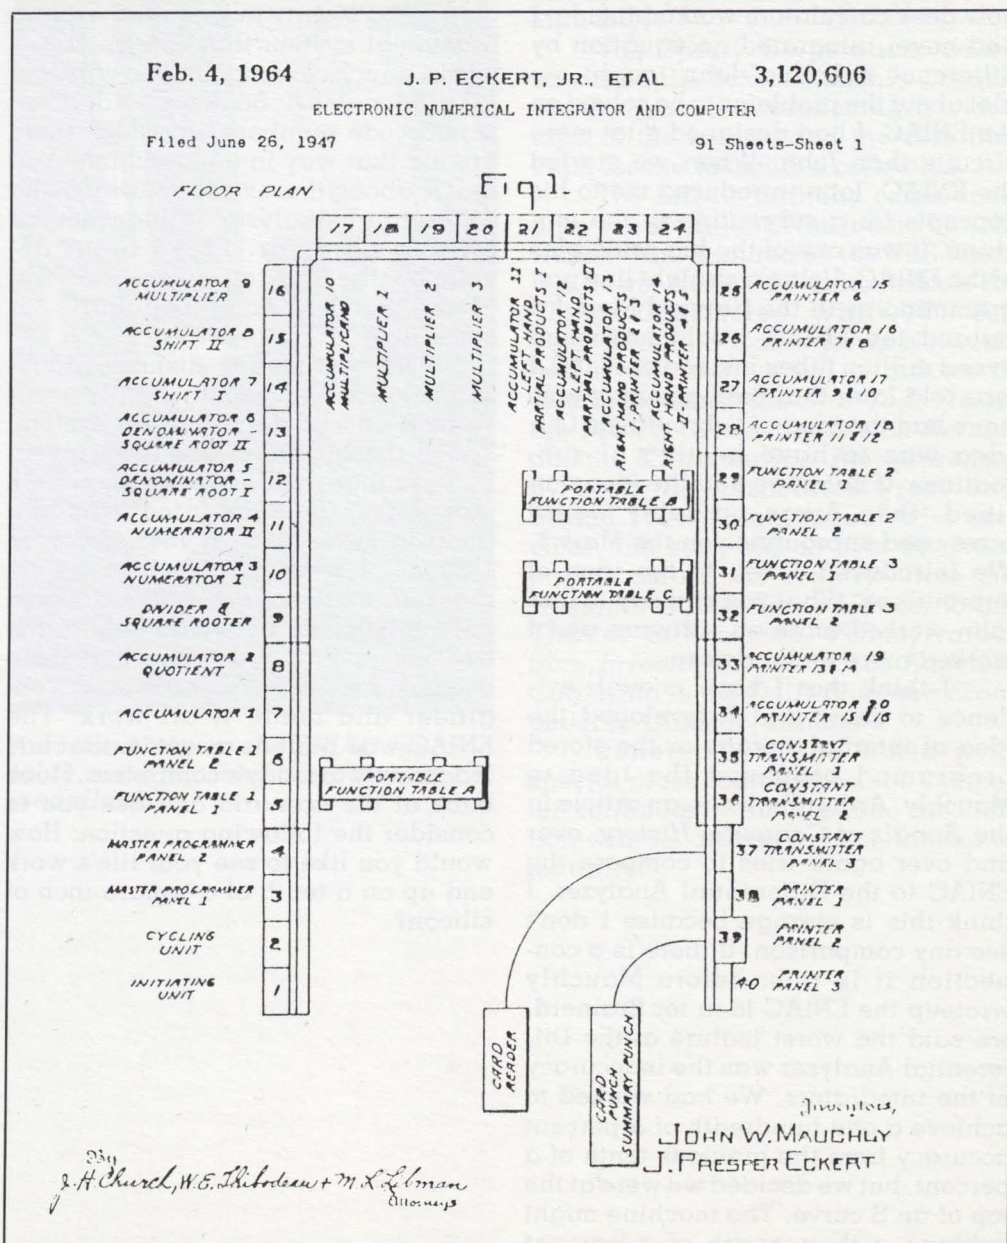 Feb. 4, 1964
J. P. ECKERT, JR., ETAL
3,120,606
ELECTRONIC NUMERICAL INTEGRATOR AND COMPUTER
Filed June 26, 1947
91 Sheets-Sheet 1
FLOOR PLAN
FIG. 1
17 18 19 20 21 22 23 24
ACCUMULATOR 9
MULTIPLIER
16
ACCUMULATOR 8
SHIFT II
15
ACCUMULATOR 7
SHIFT I
14
ACCUMULATOR 6
DENOMINATOR -
SQUARE ROOT II
13
ACCUMULATOR 5
DENOMINATOR
SQUARE ROOT I
12
ACCUMULATOR 4
NUMERATOR II
11
ACCUMULATOR 3
NUMERATOR I
10
DIVIDER &
SQUARE ROOTER
9
ACCUMULATOR 2
QUOTIENT
8
ACCUMULATOR 1
7
FUNCTION TABLE 1
PANEL 2
6
FUNCTION TABLE 1
PANEL 1
5
MASTER PROGRAMMER
PANEL 2
4
MASTER PROGRAMMER
PANEL 1
3
CYCLING
UNIT
2
INITIATING
UNIT
1
ACCUMULATOR 10
MULTIPLICAND
MULTIPLIER 1
MULTIPLIER 2
MULTIPLIER 3
ACCUMULATOR 11
LEFT HAND
PARTIAL PRODUCTS I
ACCUMULATOR 12
LEFT HAND
PARTIAL PRODUCTS II
ACCUMULATOR 13
PRINTER 2 & 3
RIGHT HAND PRODUCTS
ACCUMULATOR 14
PRINTER 4 & 5
RIGHT HAND PRODUCTS I
PORTABLE
FUNCTION TABLE B
PORTABLE
FUNCTION TABLE C
PORTABLE
FUNCTION TABLE A
25
ACCUMULATOR 15
PRINTER 6
26
ACCUMULATOR 16
PRINTER 7 & 8
27
ACCUMULATOR 17
PRINTER 9
28
ACCUMULATOR 18
PRINTER 11 & 12
29
FUNCTION TABLE 2
PANEL 1
30
FUNCTION TABLE 2
PANEL 2
31
FUNCTION TABLE 3
PANEL 1
32
FUNCTION TABLE 3
PANEL 2
33
ACCUMULATOR 19
PRINTER 13 & 14
34
ACCUMULATOR 20
PRINTER 15 & 16
35
CONSTANT
TRANSMITTER
PANEL 1
36
CONSTANT
TRANSMITTER
PANEL 2
37
CONSTANT
TRANSMITTER
PANEL 3
38
PRINTER
PANEL 1
39
PRINTER
PANEL 2
40
PRINTER
PANEL 3
CARD
READER
CARD
PUNCH
SUMMARY PUNCH
Inventors,
JOHN W. MAUCHLY
J. PRESPER ECKERT
By
J. H. Church, W. E. Thibodeau & M. L. Libman
Attorneys